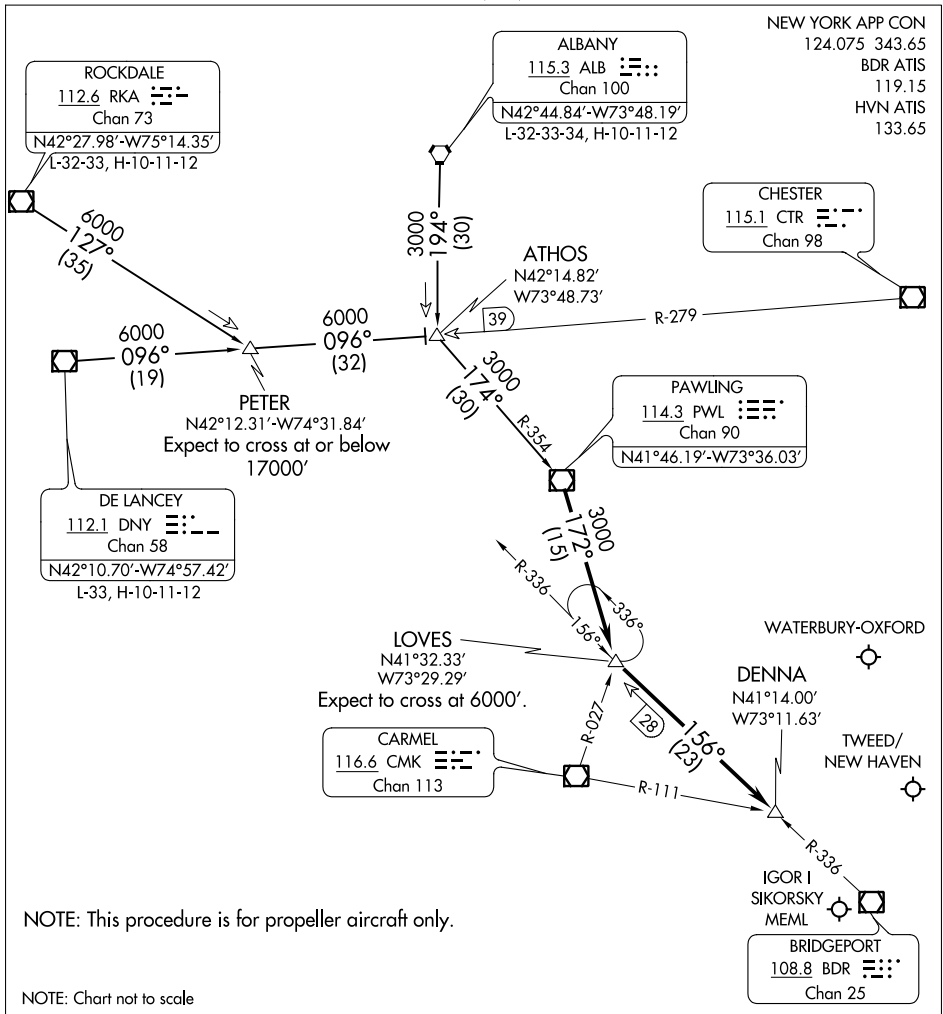 NEW YORK APP CON
124.075 343.65
BDR ATIS
119.15
HVN ATIS
133.65
ROCKDALE
112.6 RKA
Chan 73
N42°27.98'-W75°14.35'
L-32-33, H-10-11-12
ALBANY
115.3 ALB
Chan 100
N42°44.84'-W73°48.19'
L-32-33-34, H-10-11-12
CHESTER
115.1 CTR
Chan 98
6000
127°
(35)
3000
194°
(30)
ATHOS
N42°14.82'
W73°48.73'
39
R-279
6000
096°
(19)
6000
096°
(32)
PETER
N42°12.31'-W74°31.84'
Expect to cross at or below
17000'
3000
174°
(30)
R-354
PAWLING
114.3 PWL
Chan 90
N41°46.19'-W73°36.03'
DE LANCEY
112.1 DNY
Chan 58
N42°10.70'-W74°57.42'
L-33, H-10-11-12
3000
172°
(15)
R-336
156°
336°
LOVES
N41°32.33'
W73°29.29'
Expect to cross at 6000'.
WATERBURY-OXFORD
DENNA
N41°14.00'
W73°11.63'
28
156°
(23)
R-027
CARMEL
116.6 CMK
Chan 113
R-111
TWEED/
NEW HAVEN
R-336
IGOR I
SIKORSKY
MEML
BRIDGEPORT
108.8 BDR
Chan 25
NOTE: This procedure is for propeller aircraft only.
NOTE: Chart not to scale